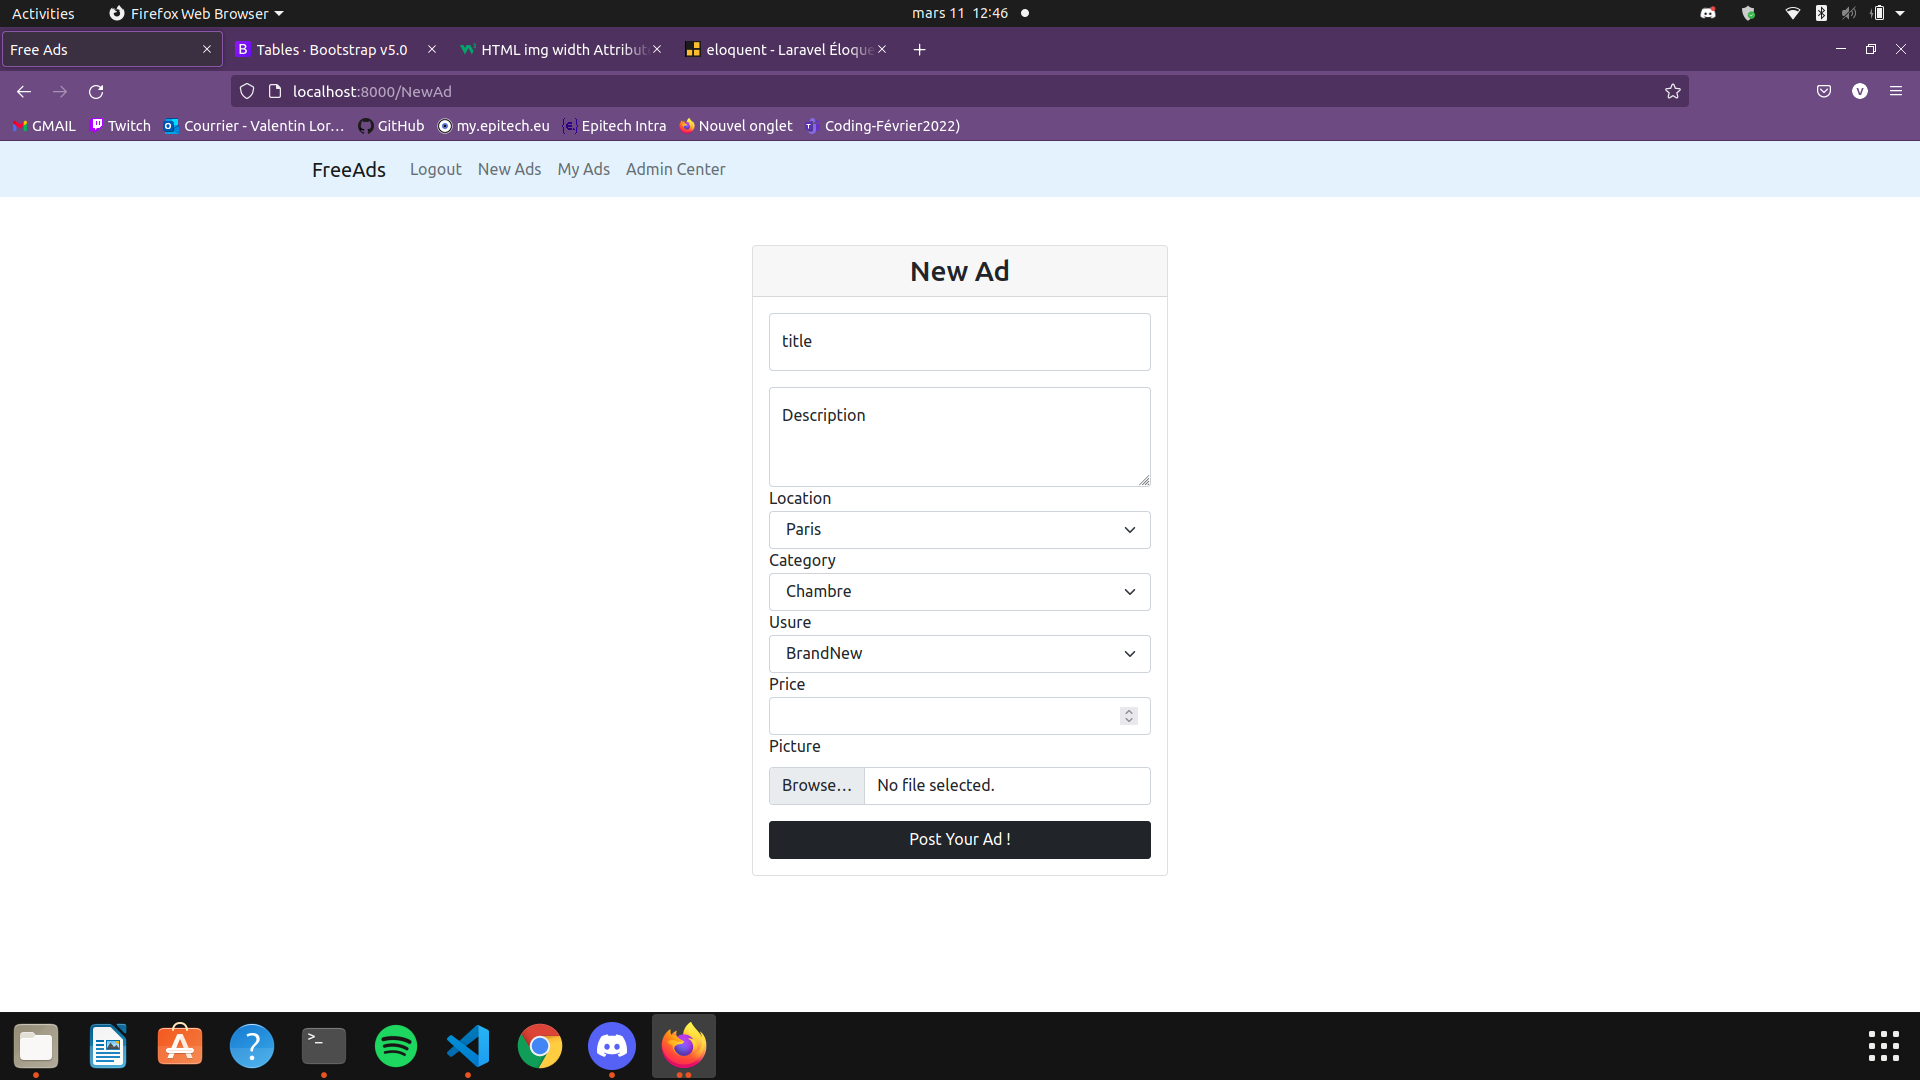 Activities
Firefox Web Browser
mars 11 12:46
Free Ads
Tables · Bootstrap v5.0
HTML img width Attribut
eloquent - Laravel Éloque
localhost:8000/NewAd
V
GMAIL
Twitch
Courrier - Valentin Lor…
GitHub
my.epitech.eu
Epitech Intra
Nouvel onglet
Coding-Février2022)
FreeAds
Logout
New Ads
My Ads
Admin Center
New Ad
title
Description
Location
Paris
Category
Chambre
Usure
BrandNew
Price
Picture
Browse…
No file selected.
Post Your Ad !